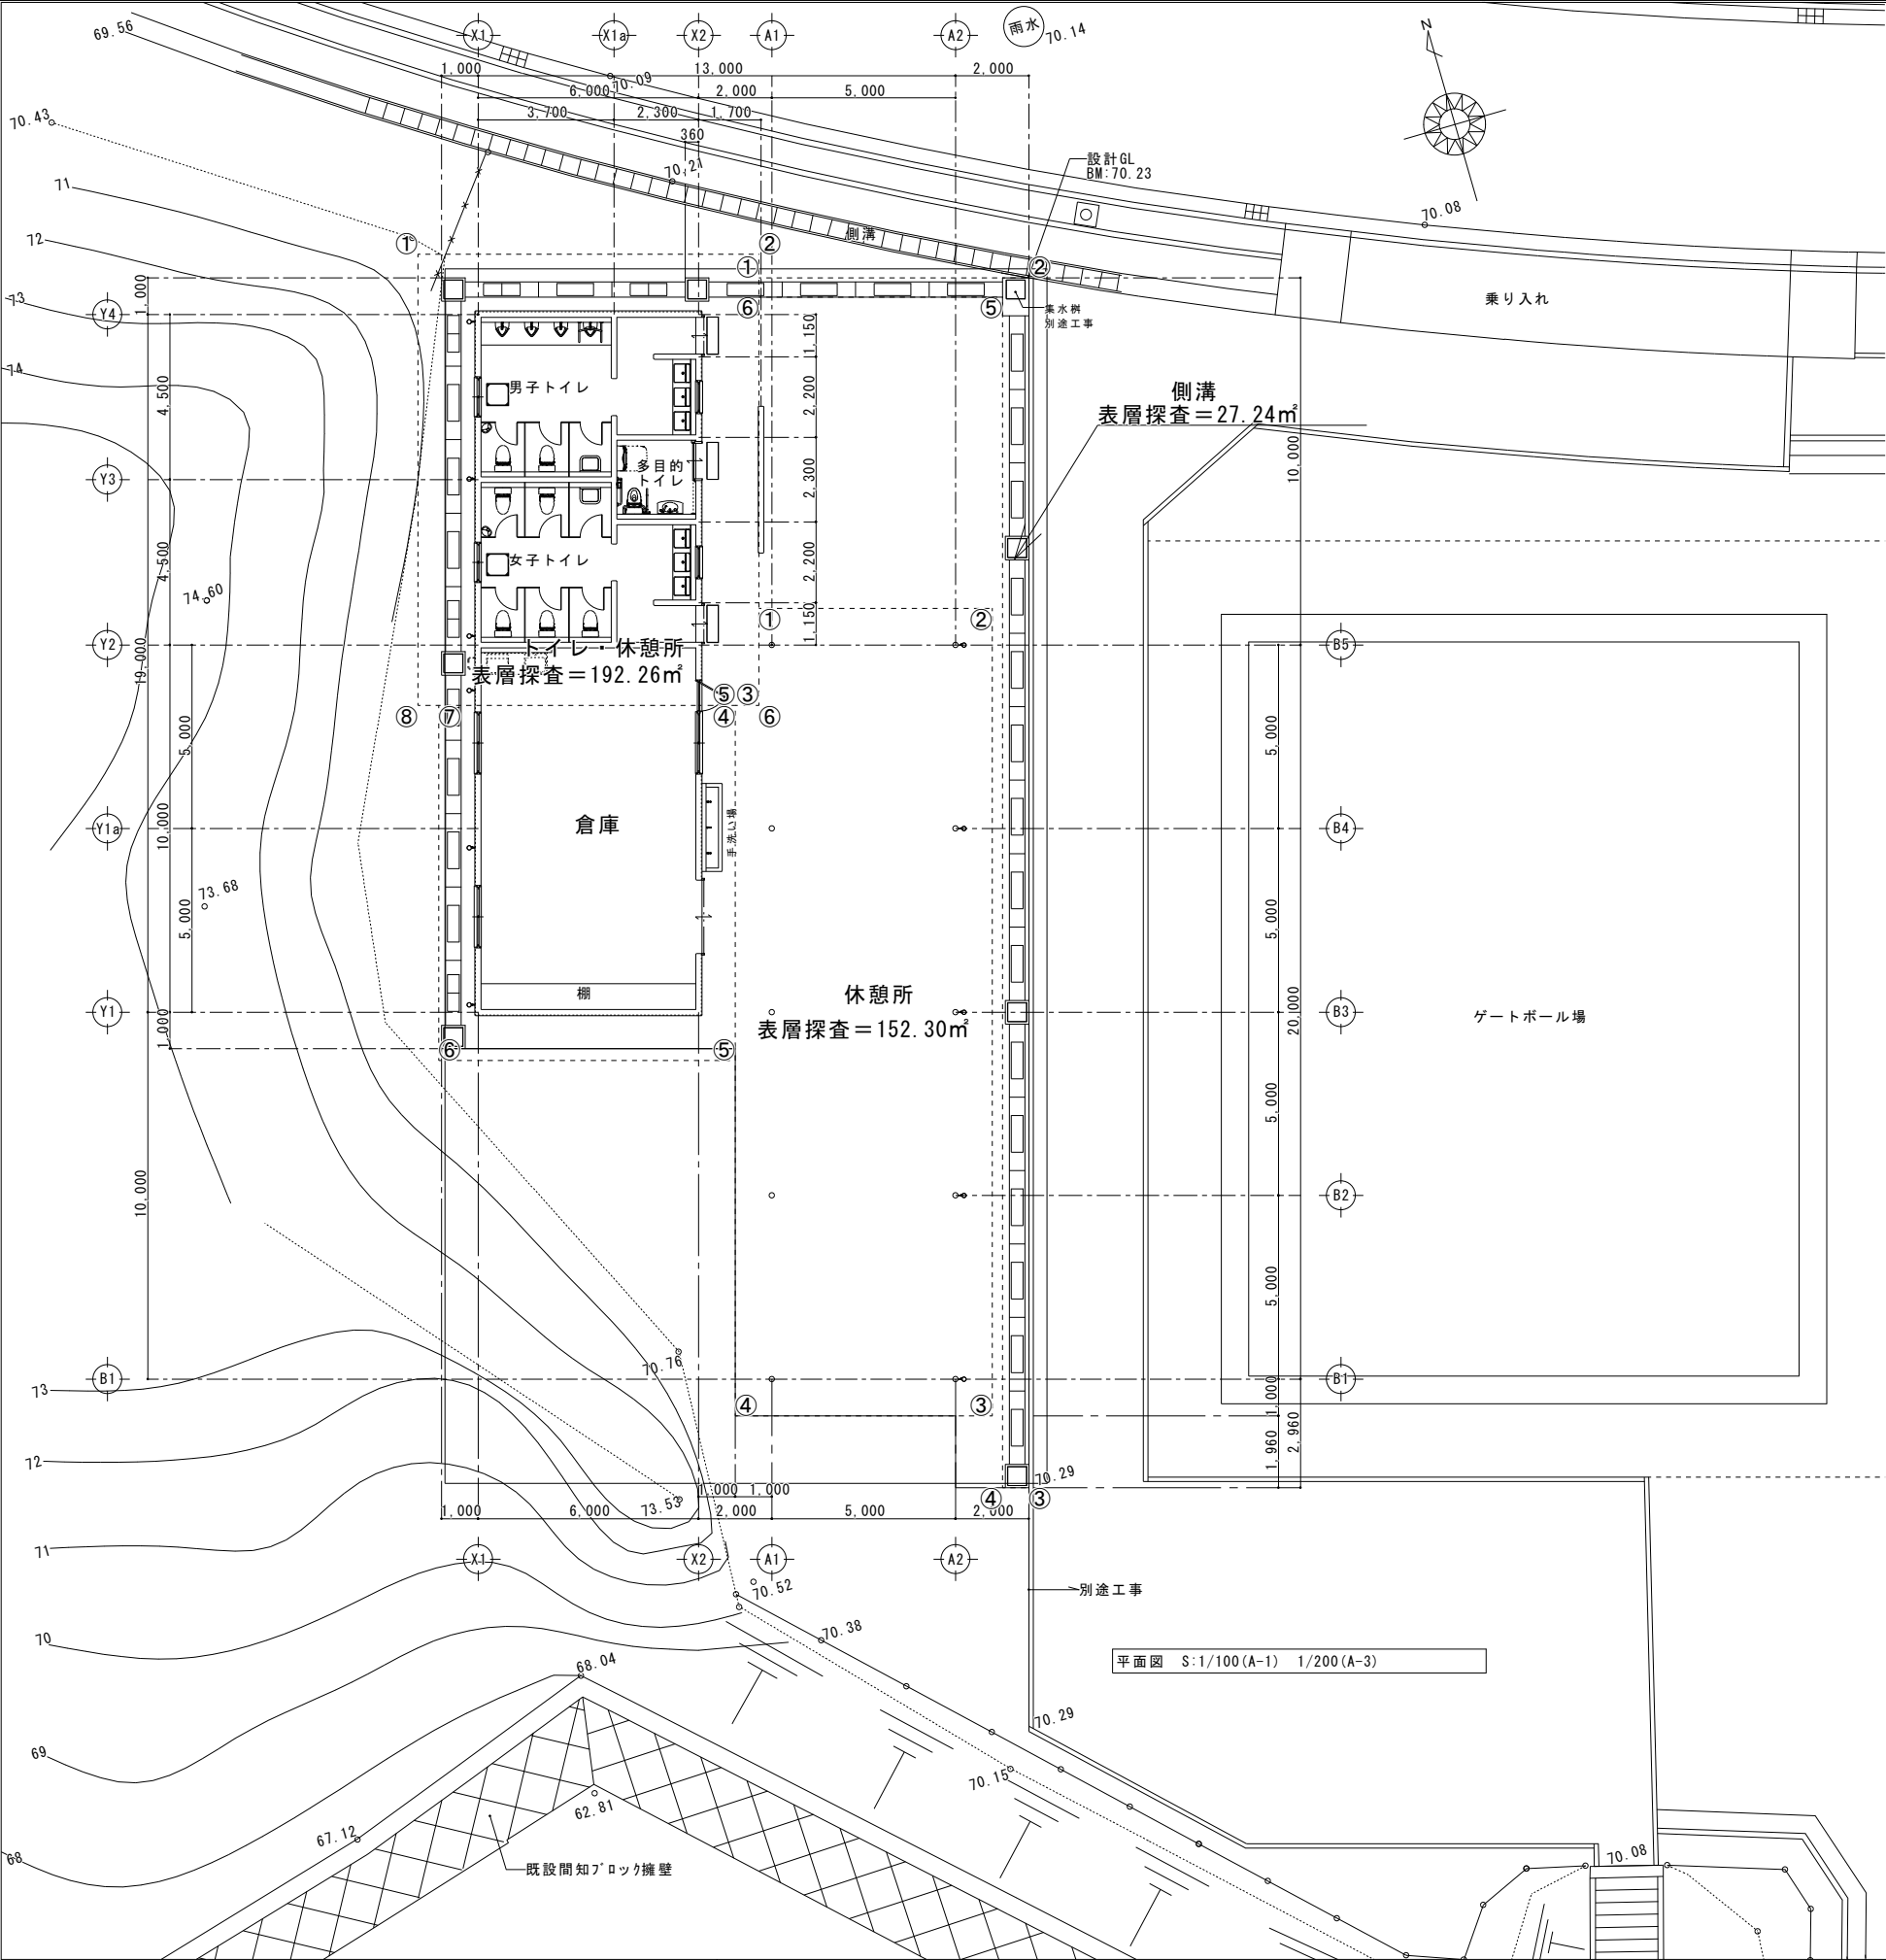 69.56
X1
X1a
X2
A1
A2
雨水
70.14
N
1,000
13,000
2,000
70.09
6,000
2,000
5,000
3,700
2,300
1,700
360
70.43
70.21
設計GL
BM:70.23
71
70.08
72
側溝
①
②
①
②
73
1,000
Y4
⑥
⑤
集水桝
別途工事
乗り入れ
1,150
74
4,500
男子トイレ
2,200
側溝
表層探査＝27.24㎡
10,000
多目的
トイレ
Y3
2,300
4,500
女子トイレ
2,200
74.60
①
②
1,150
Y2
19,000
トイレ・休憩所
表層探査＝192.26㎡
B5
⑤
③
⑧
⑦
④
⑥
5,000
5,000
Y1a
10,000
倉庫
手洗い場
B4
73.68
5,000
5,000
棚
休憩所
表層探査＝152.30㎡
Y1
20,000
B3
ゲートボール場
1,000
⑥
⑤
5,000
10,000
B2
5,000
70.76
B1
B1
73
④
③
1,000
1,960
2,960
72
70.29
1,000
1,000
④
③
1,000
6,000
73.53
2,000
5,000
2,000
71
X1
X2
A1
A2
70.52
別途工事
70
70.38
68.04
平面図 S:1/100(A-1) 1/200(A-3)
70.29
69
70.15
62.81
67.12
68
既設間知ﾌﾞﾛｯｸ擁壁
70.08